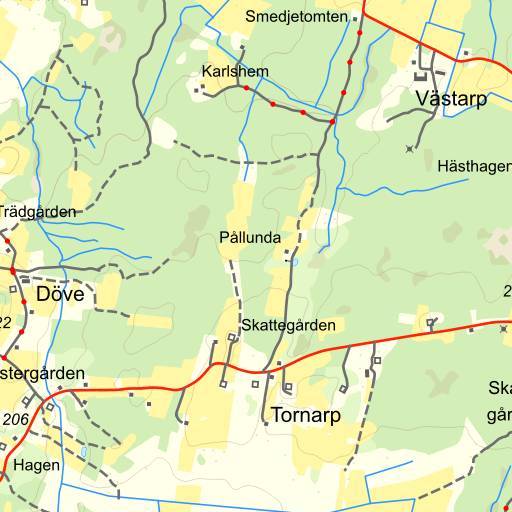 Smedjetomten
Karlshem
Västarp
Hästhagen
Trädgården
Pållunda
Döve
2
22
Skattegården
stergården
Ska
går
206
Tornarp
Hagen